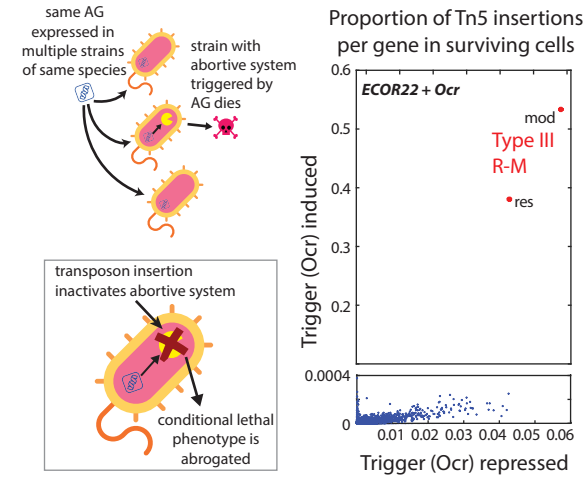 same AG
expressed in
multiple strains
of same species
strain with
abortive system
triggered by
AG dies
transposon insertion
inactivates abortive system
conditional lethal
phenotype is
abrogated
Proportion of Tn5 insertions
per gene in surviving cells
ECOR22 + Ocr
mod
Type III
R-M
res
Trigger (Ocr) induced
0.6
0.5
0.4
0.3
0.2
0.0004
0
0.01 0.02 0.03 0.04 0.05 0.06
Trigger (Ocr) repressed